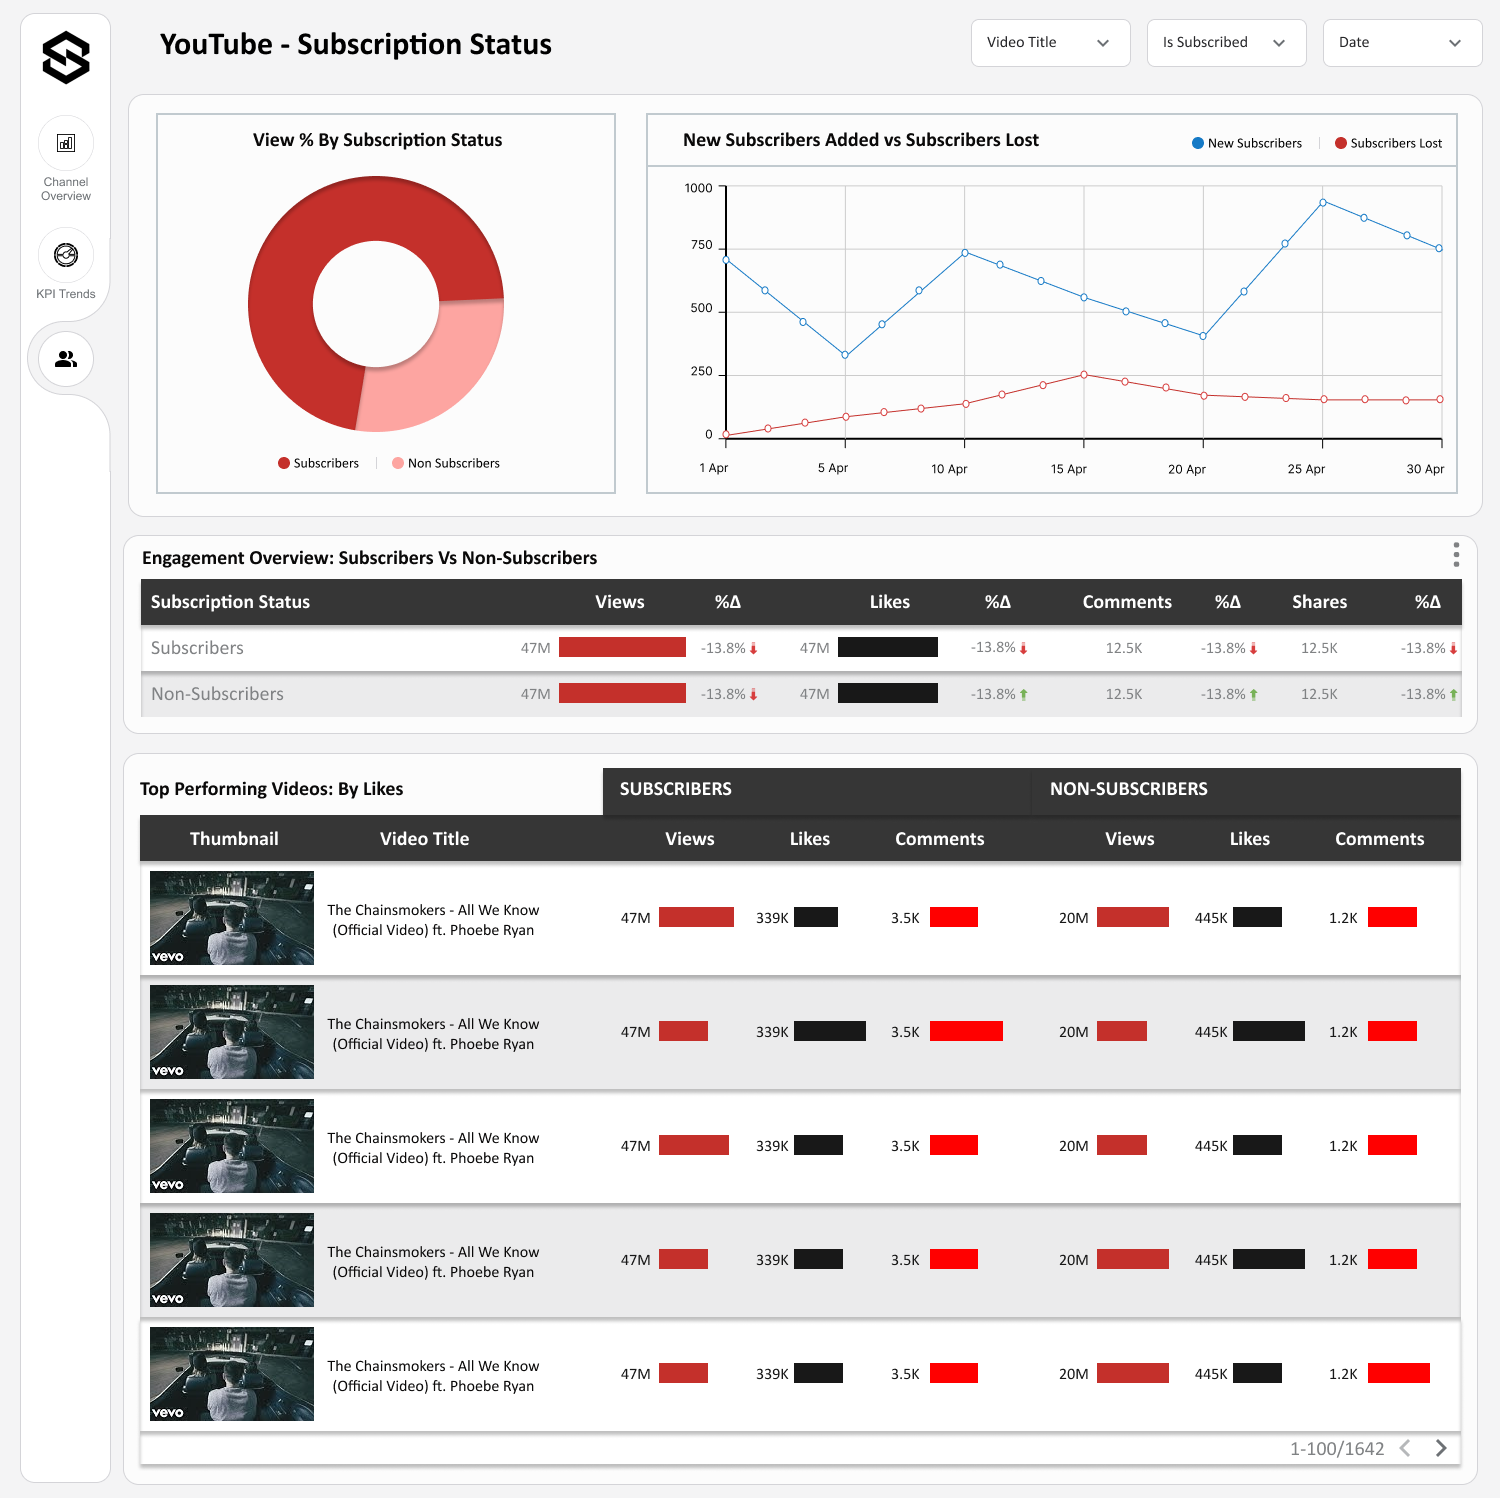 YouTube - Subscription Status
Video Title
Is Subscribed
Date
Channel
Overview
KPI Trends
View % By Subscription Status
Subscribers
Non Subscribers
New Subscribers Added vs Subscribers Lost
New Subscribers
Subscribers Lost
1000
750
500
250
0
1 Apr 5 Apr 10 Apr 15 Apr 20 Apr 25 Apr 30 Apr
Engagement Overview: Subscribers Vs Non-Subscribers
Subscription Status Views %Δ Likes %Δ Comments %Δ Shares %Δ
Subscribers 47M -13.8% 47M -13.8% 12.5K -13.8% 12.5K -13.8%
Non-Subscribers 47M -13.8% 47M -13.8% 12.5K -13.8% 12.5K -13.8%
Top Performing Videos: By Likes
SUBSCRIBERS NON-SUBSCRIBERS
Thumbnail Video Title Views Likes Comments Views Likes Comments
vevo
The Chainsmokers - All We Know
(Official Video) ft. Phoebe Ryan
47M 339K 3.5K 20M 445K 1.2K
vevo
The Chainsmokers - All We Know
(Official Video) ft. Phoebe Ryan
47M 339K 3.5K 20M 445K 1.2K
vevo
The Chainsmokers - All We Know
(Official Video) ft. Phoebe Ryan
47M 339K 3.5K 20M 445K 1.2K
vevo
The Chainsmokers - All We Know
(Official Video) ft. Phoebe Ryan
47M 339K 3.5K 20M 445K 1.2K
vevo
The Chainsmokers - All We Know
(Official Video) ft. Phoebe Ryan
47M 339K 3.5K 20M 445K 1.2K
1-100/1642